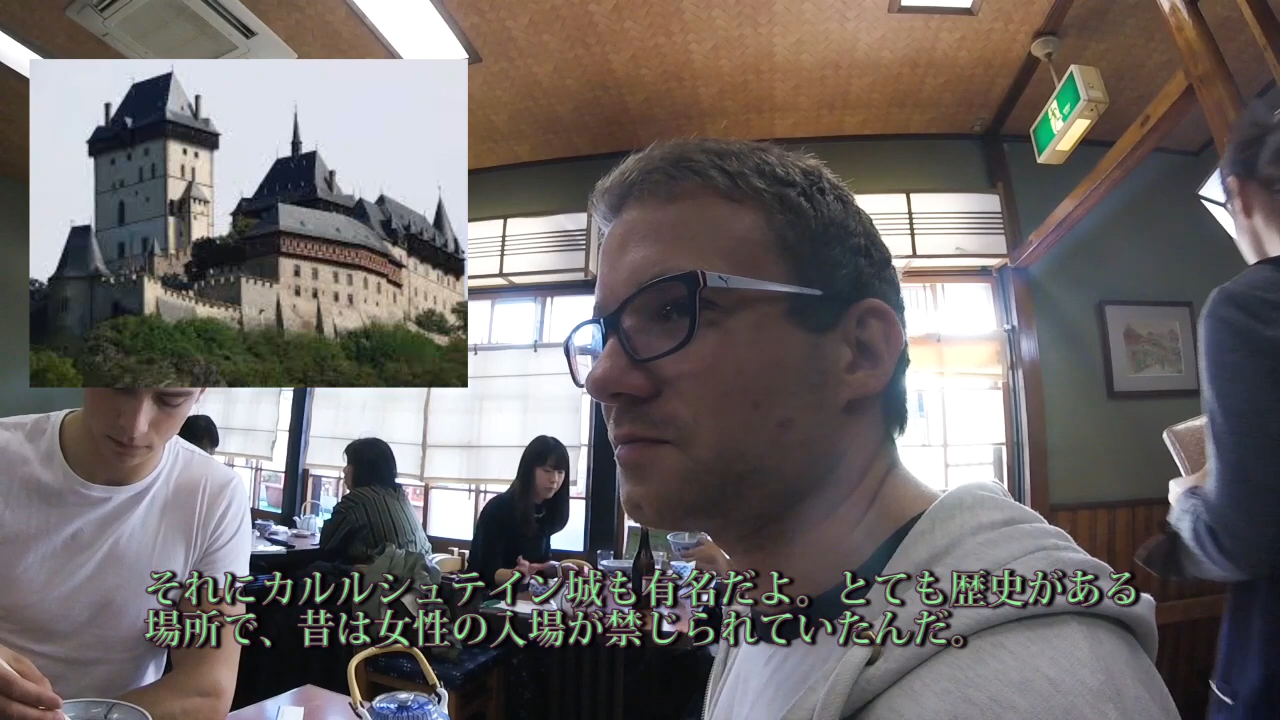 それにカルルシュテイン城も有名だよ。とても歴史がある
場所で、昔は女性の入場が禁じられていたんだ。